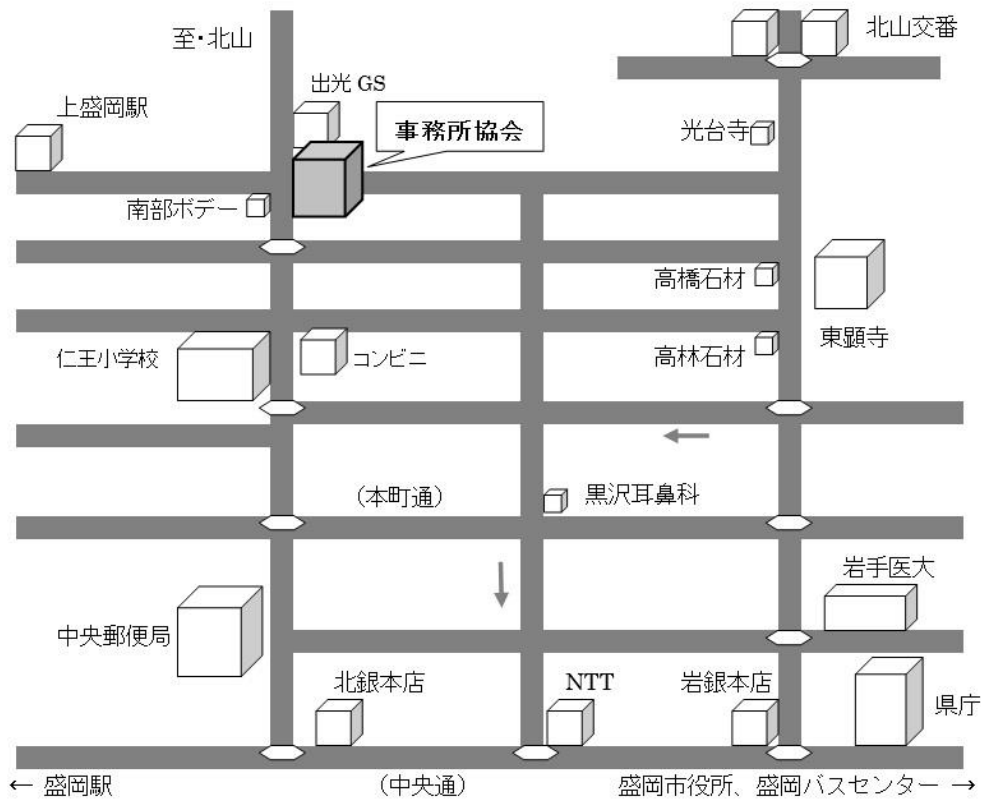 至・北山
北山交番
出光 GS
上盛岡駅
事務所協会
光台寺
南部ボデー
高橋石材
仁王小学校
コンビニ
高林石材
東顕寺
(本町通)
黒沢耳鼻科
岩手医大
中央郵便局
北銀本店
NTT
岩銀本店
県庁
← 盛岡駅
(中央通)
盛岡市役所、盛岡バスセンター →